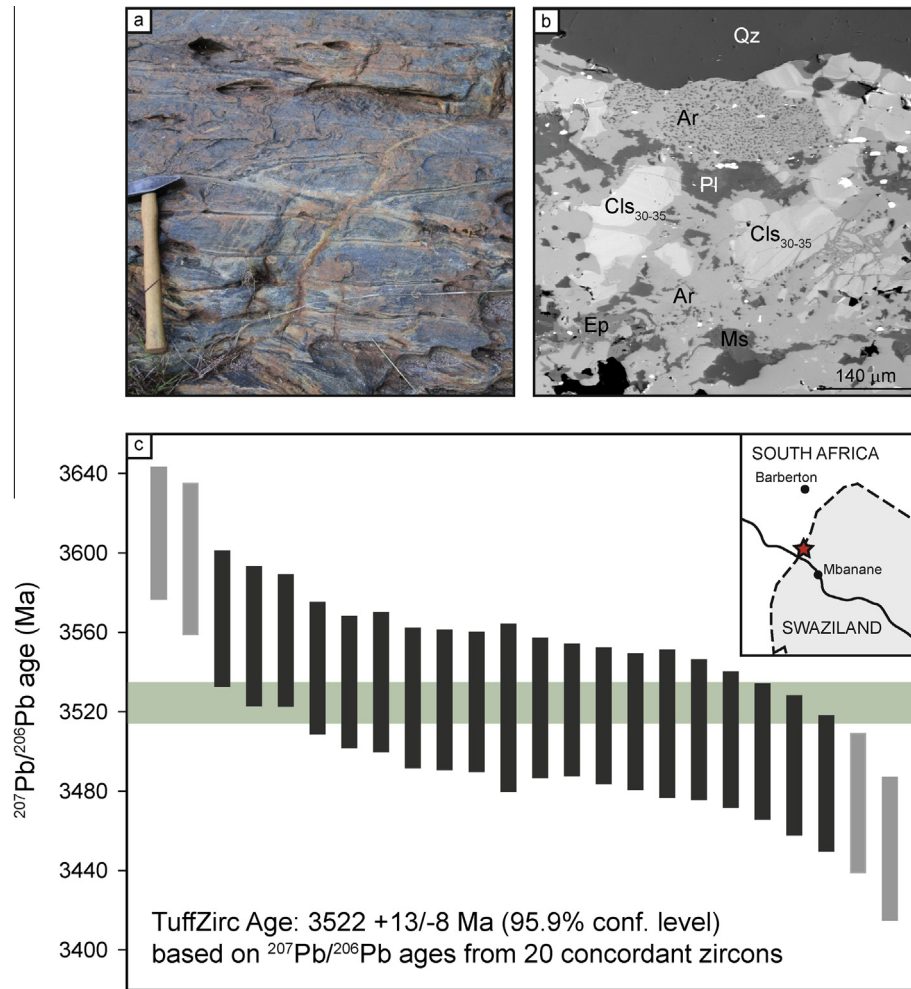 a
b
Qz
Ar
Pl
Cls30-35
Cls30-35
Ar
Ep
Ms
140 μm
c
3640
3600
3560
3520
3480
3440
3400
207Pb/206Pb age (Ma)
SOUTH AFRICA
Barberton
Mbanane
SWAZILAND
TuffZirc Age: 3522 +13/-8 Ma (95.9% conf. level)
based on 207Pb/206Pb ages from 20 concordant zircons